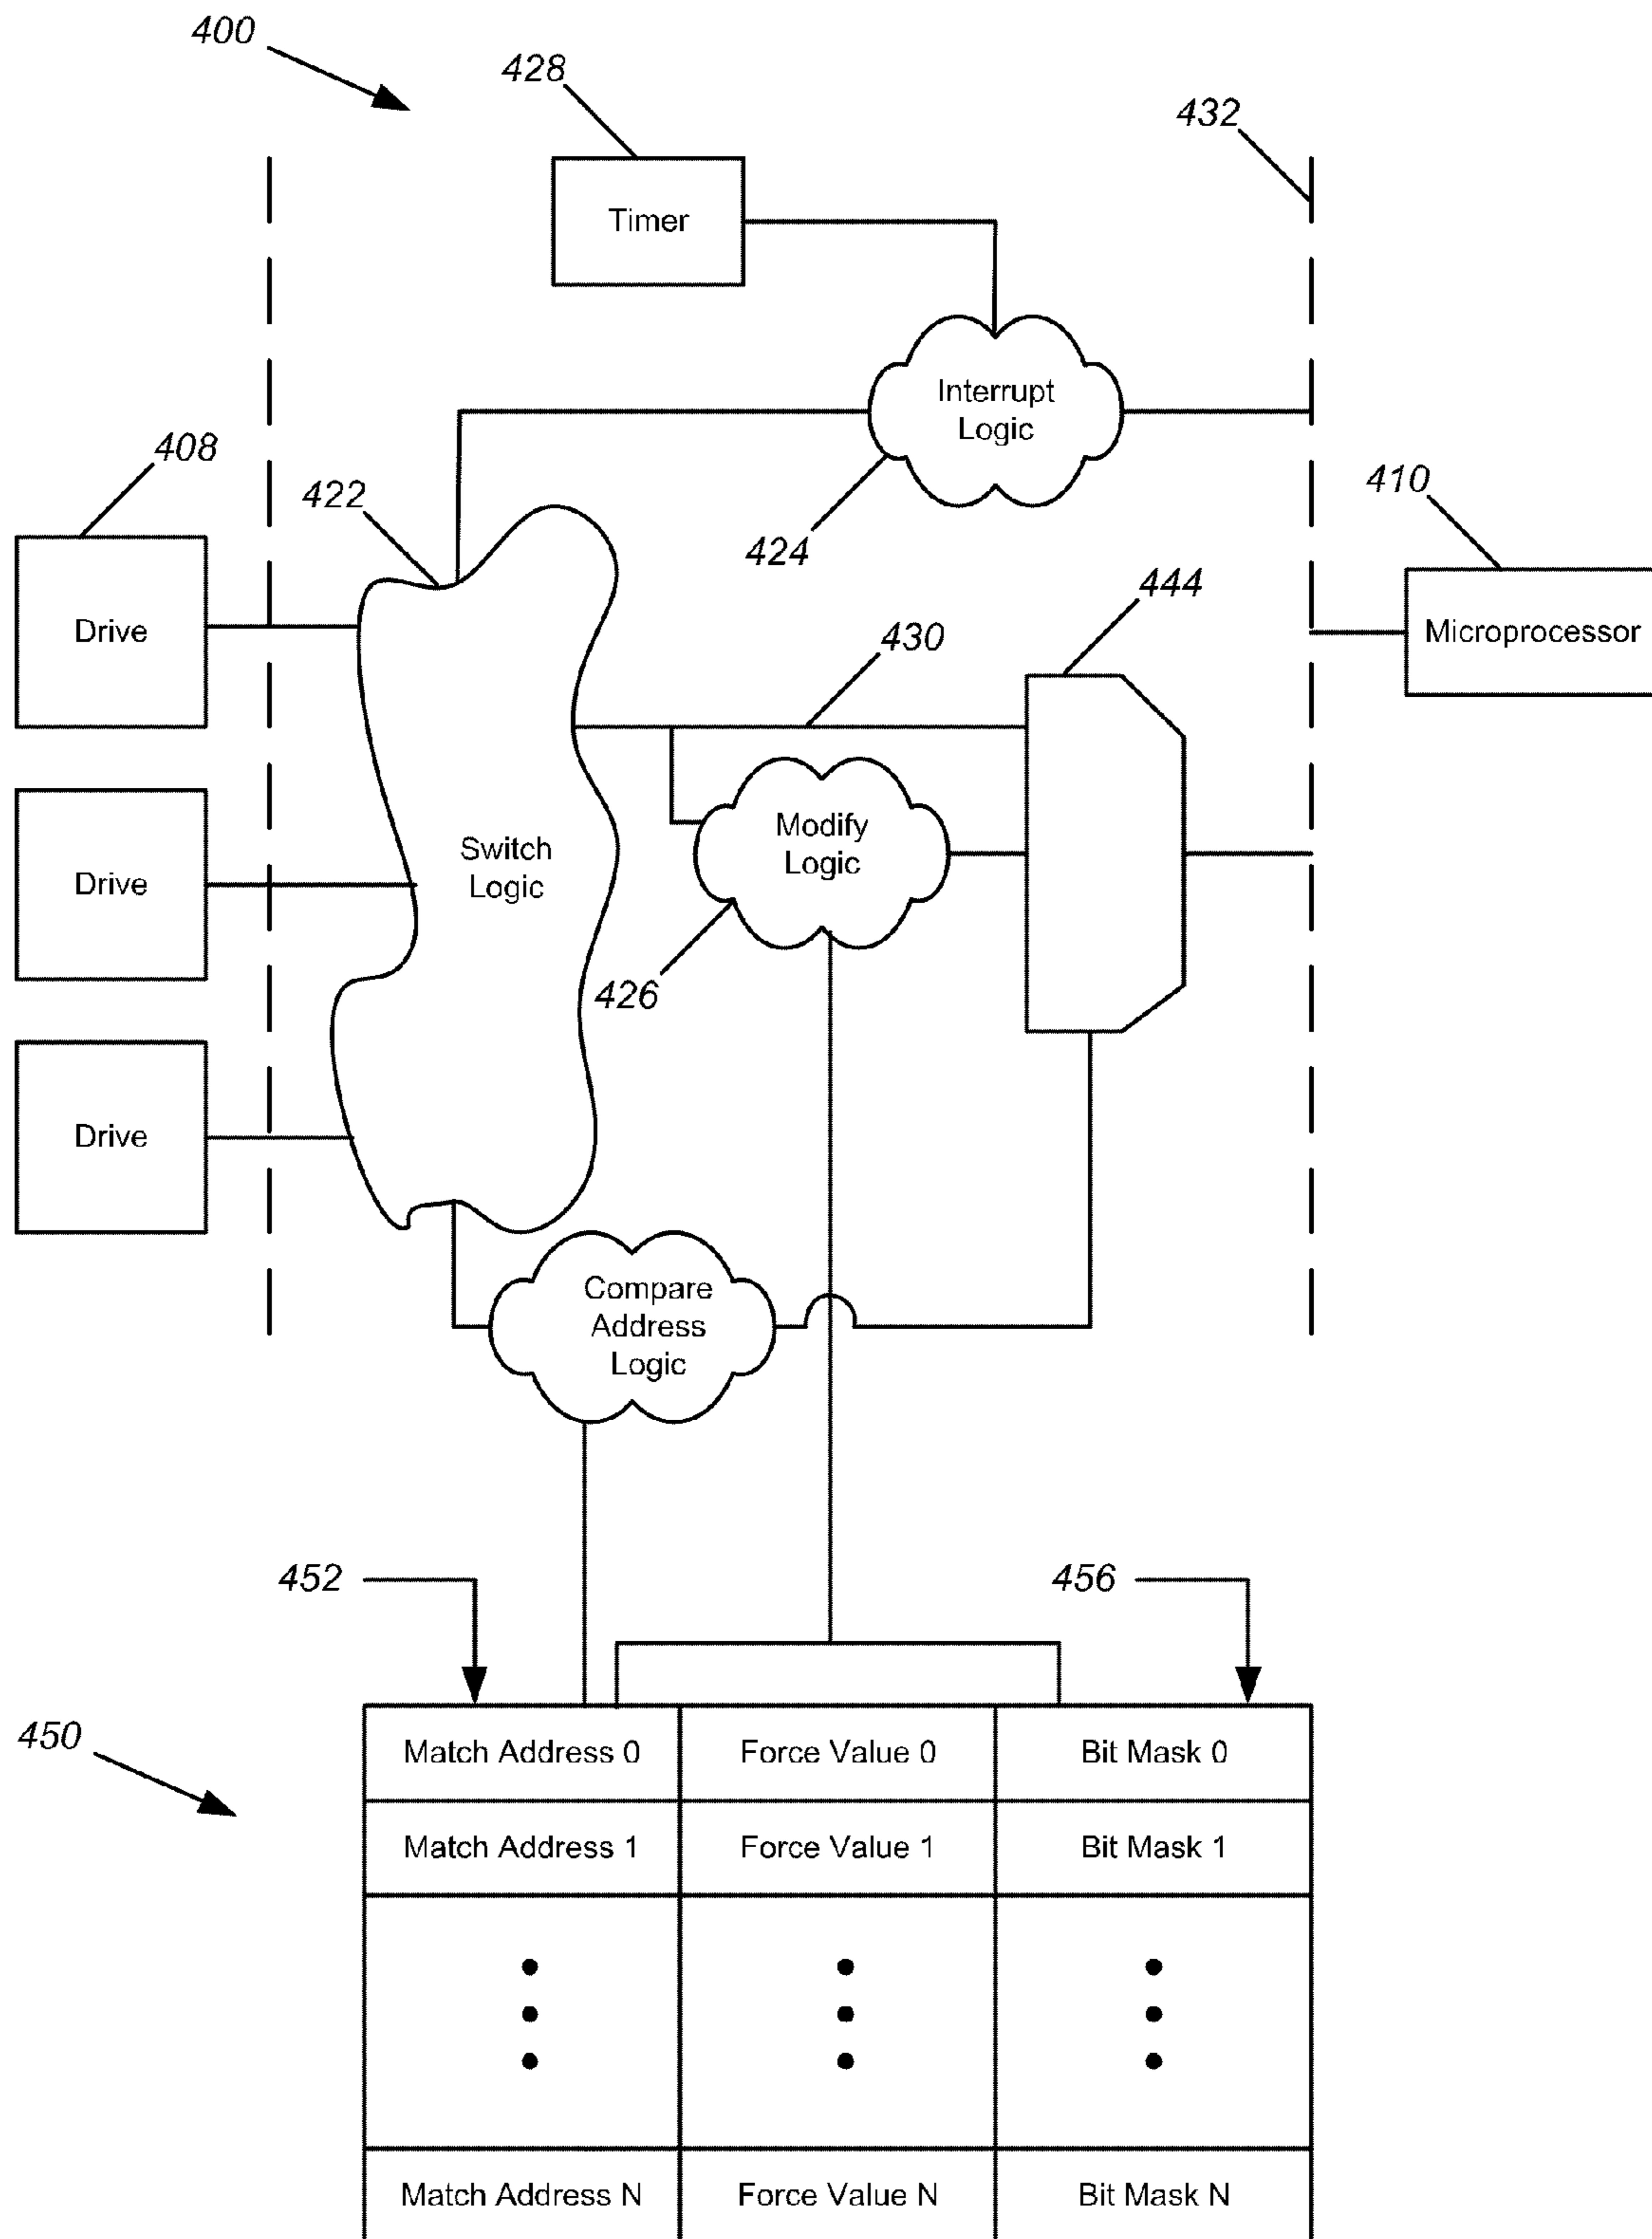 400
428
432
Timer
Interrupt
Logic
408
422
424
410
444
Drive
430
Microprocessor
Modify
Logic
Switch
Logic
Drive
426
Drive
Compare
Address
Logic
452
456
450
Match Address 0 Force Value 0 Bit Mask 0
Match Address 1 Force Value 1 Bit Mask 1
Match Address N Force Value N Bit Mask N